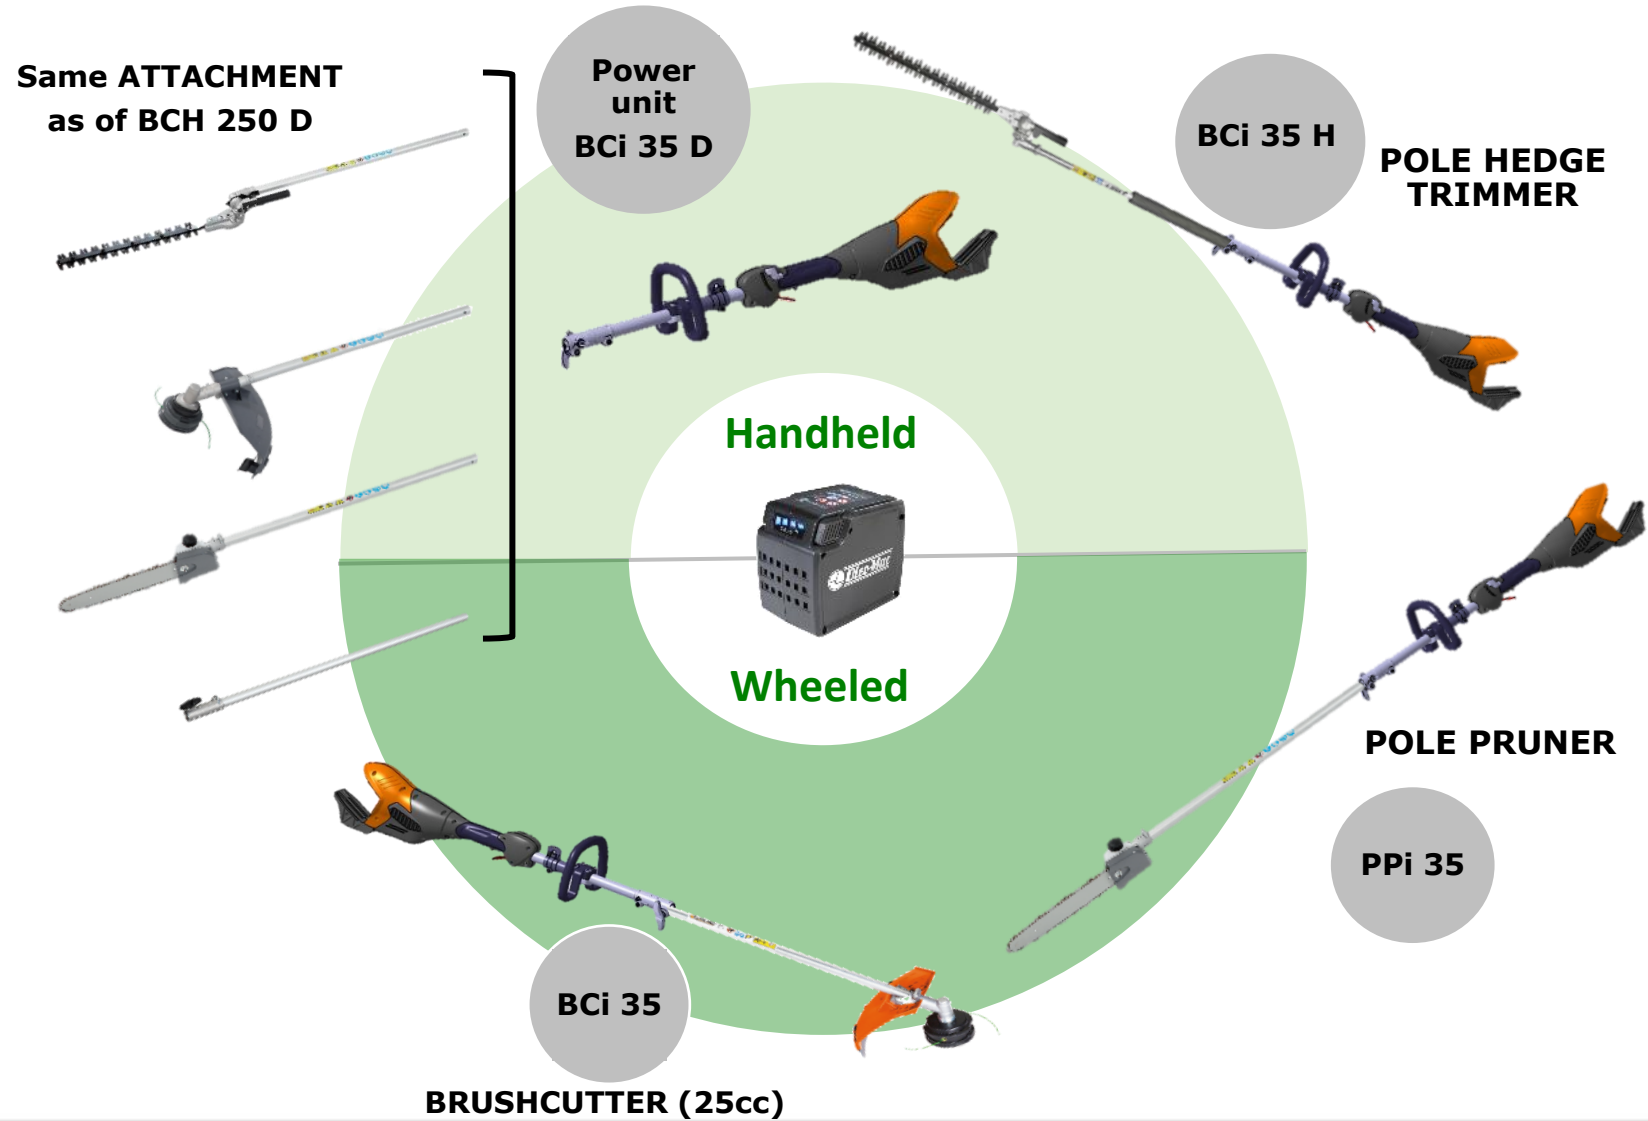 Same ATTACHMENT
as of BCH 250 D
Power
unit
BCi 35 D
BCi 35 H
POLE HEDGE
TRIMMER
Handheld
Wheeled
POLE PRUNER
PPi 35
BCi 35
BRUSHCUTTER (25cc)